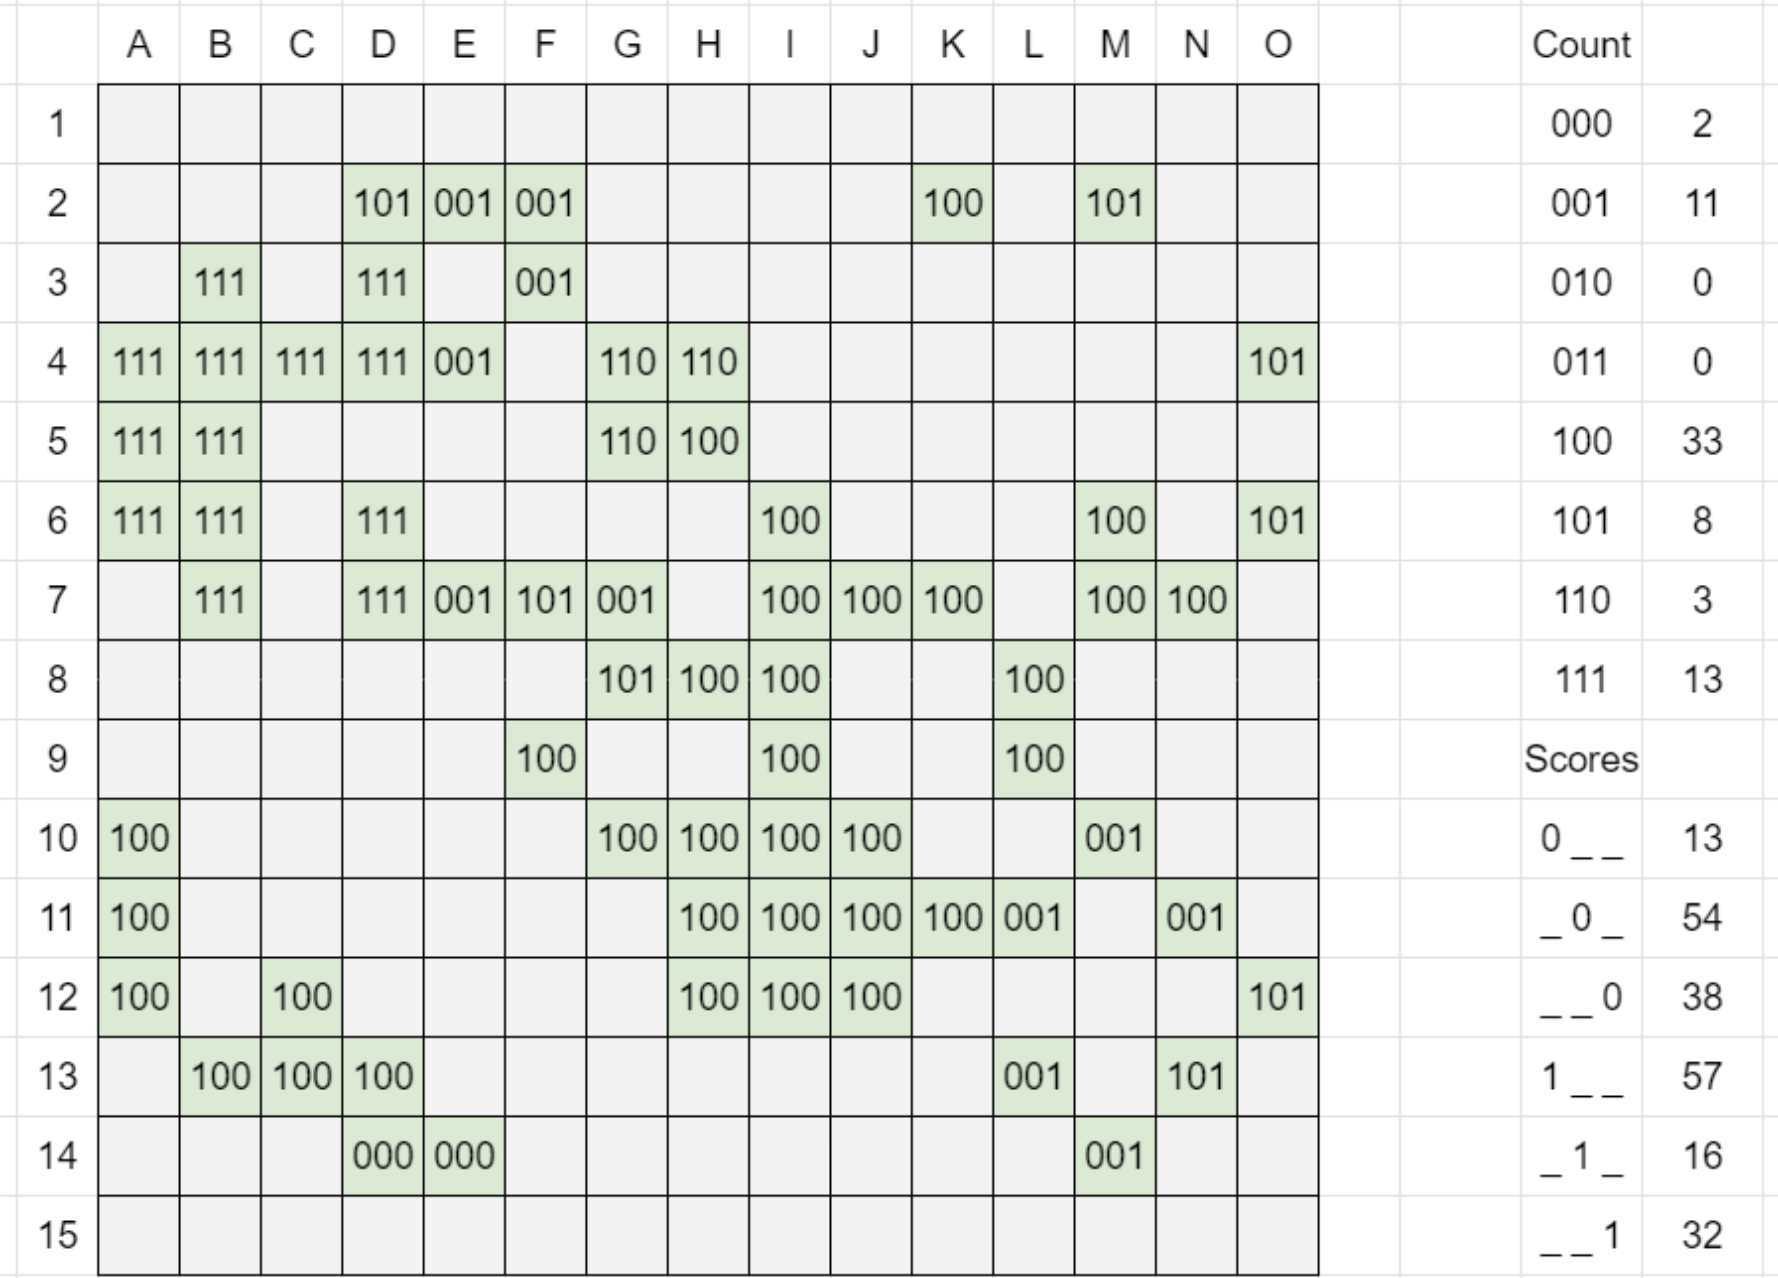 A B C D E F G H I J K L M N O Count
1 000 2
2 101 001 001 100 101 001 11
3 111 111 001 010 0
4 111 111 111 111 001 110 110 101 011 0
5 111 111 110 100 100 33
6 111 111 111 100 100 101 101 8
7 111 111 001 101 001 100 100 100 100 100 110 3
8 101 100 100 100 111 13
9 100 100 100 Scores
10 100 100 100 100 100 001 0 _ _ 13
11 100 100 100 100 100 001 001 _ 0 _ 54
12 100 100 100 100 100 101 _ _ 0 38
13 100 100 100 001 101 1 _ _ 57
14 000 000 001 _ 1 _ 16
15 _ _ 1 32